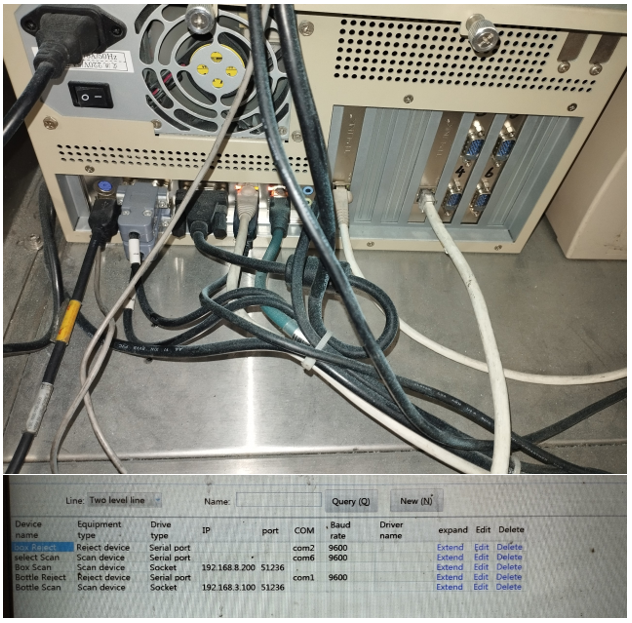 4
6
Line: Two level line
Name:
Query (Q)
New (N)
Device name Equipment type Drive type IP port COM Baud rate Driver name expand Edit Delete
box Reject Reject device Serial port com2 9600 Extend Edit Delete
select Scan Scan device Serial port com6 9600 Extend Edit Delete
Box Scan Scan device Socket 192.168.8.200 51236 Extend Edit Delete
Bottle Reject Reject device Serial port com1 9600 Extend Edit Delete
Bottle Scan Scan device Socket 192.168.3.100 51236 Extend Edit Delete